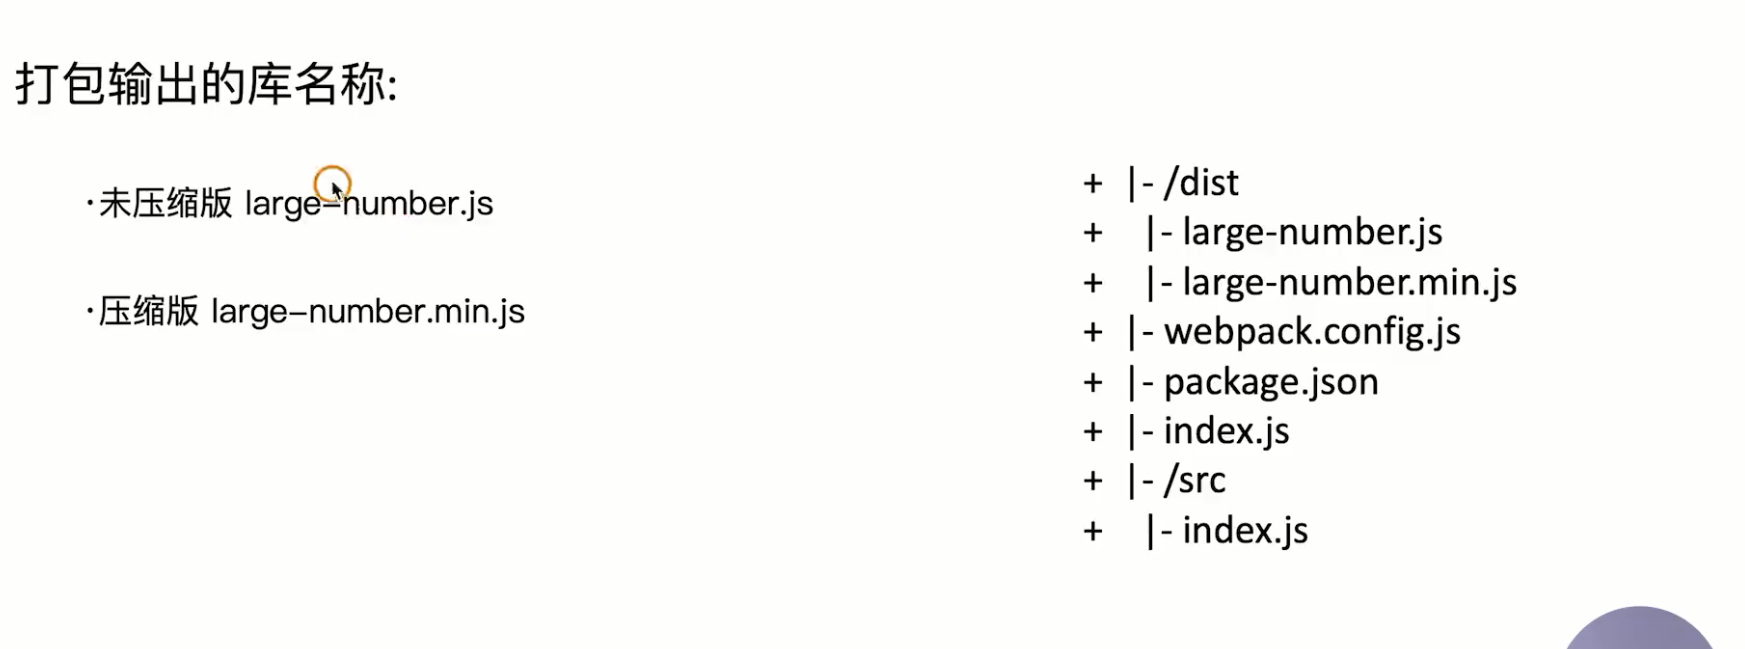 打包输出的库名称:
·未压缩版 large-number.js
·压缩版 large-number.min.js
+ |- /dist
+ |- large-number.js
+ |- large-number.min.js
+ |- webpack.config.js
+ |- package.json
+ |- index.js
+ |- /src
+ |- index.js